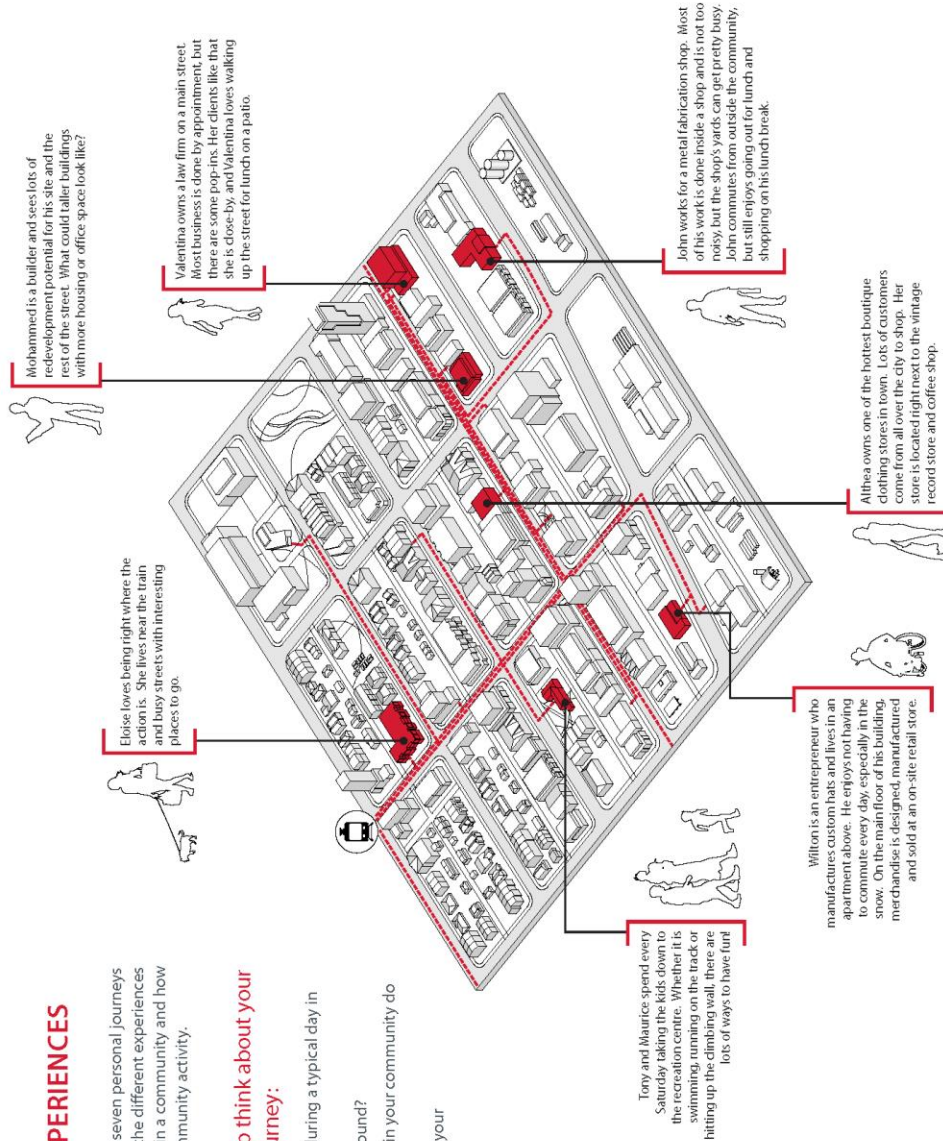 PERIENCES
seven personal journeys
he different experiences
n a community and how
mmunity activity.
o think about your
urney:
during a typical day in
ound?
in your community do
your
Eloise loves being right where the
action is. She lives near the train
and busy streets with interesting
places to go.
Mohammed is a builder and sees lots of
redevelopment potential for his site and the
rest of the street. What could taller buildings
with more housing or office space look like?
Valentina owns a law firm on a main street.
Most business is done by appointment, but
there are some pop-ins. Her clients like that
she is close-by, and Valentina loves walking
up the street for lunch on a patio.
Tony and Maurice spend every
Saturday taking the kids down to
the recreation centre. Whether it is
swimming, running on the track or
hitting up the climbing wall, there are
lots of ways to have fun!
Wilton is an entrepreneur who
manufactures custom hats and lives in an
apartment above. He enjoys not having
to commute every day, especially in the
snow. On the main floor of his building,
merchandise is designed, manufactured
and sold at an on-site retail store.
Althea owns one of the hottest boutique
clothing stores in town. Lots of customers
come from all over the city to shop. Her
store is located right next to the vintage
record store and coffee shop.
John works for a metal fabrication shop. Most
of his work is done inside a shop and is not too
noisy, but the shop's yards can get pretty busy.
John commutes from outside the community,
but still enjoys going out for lunch and
shopping on his lunch break.